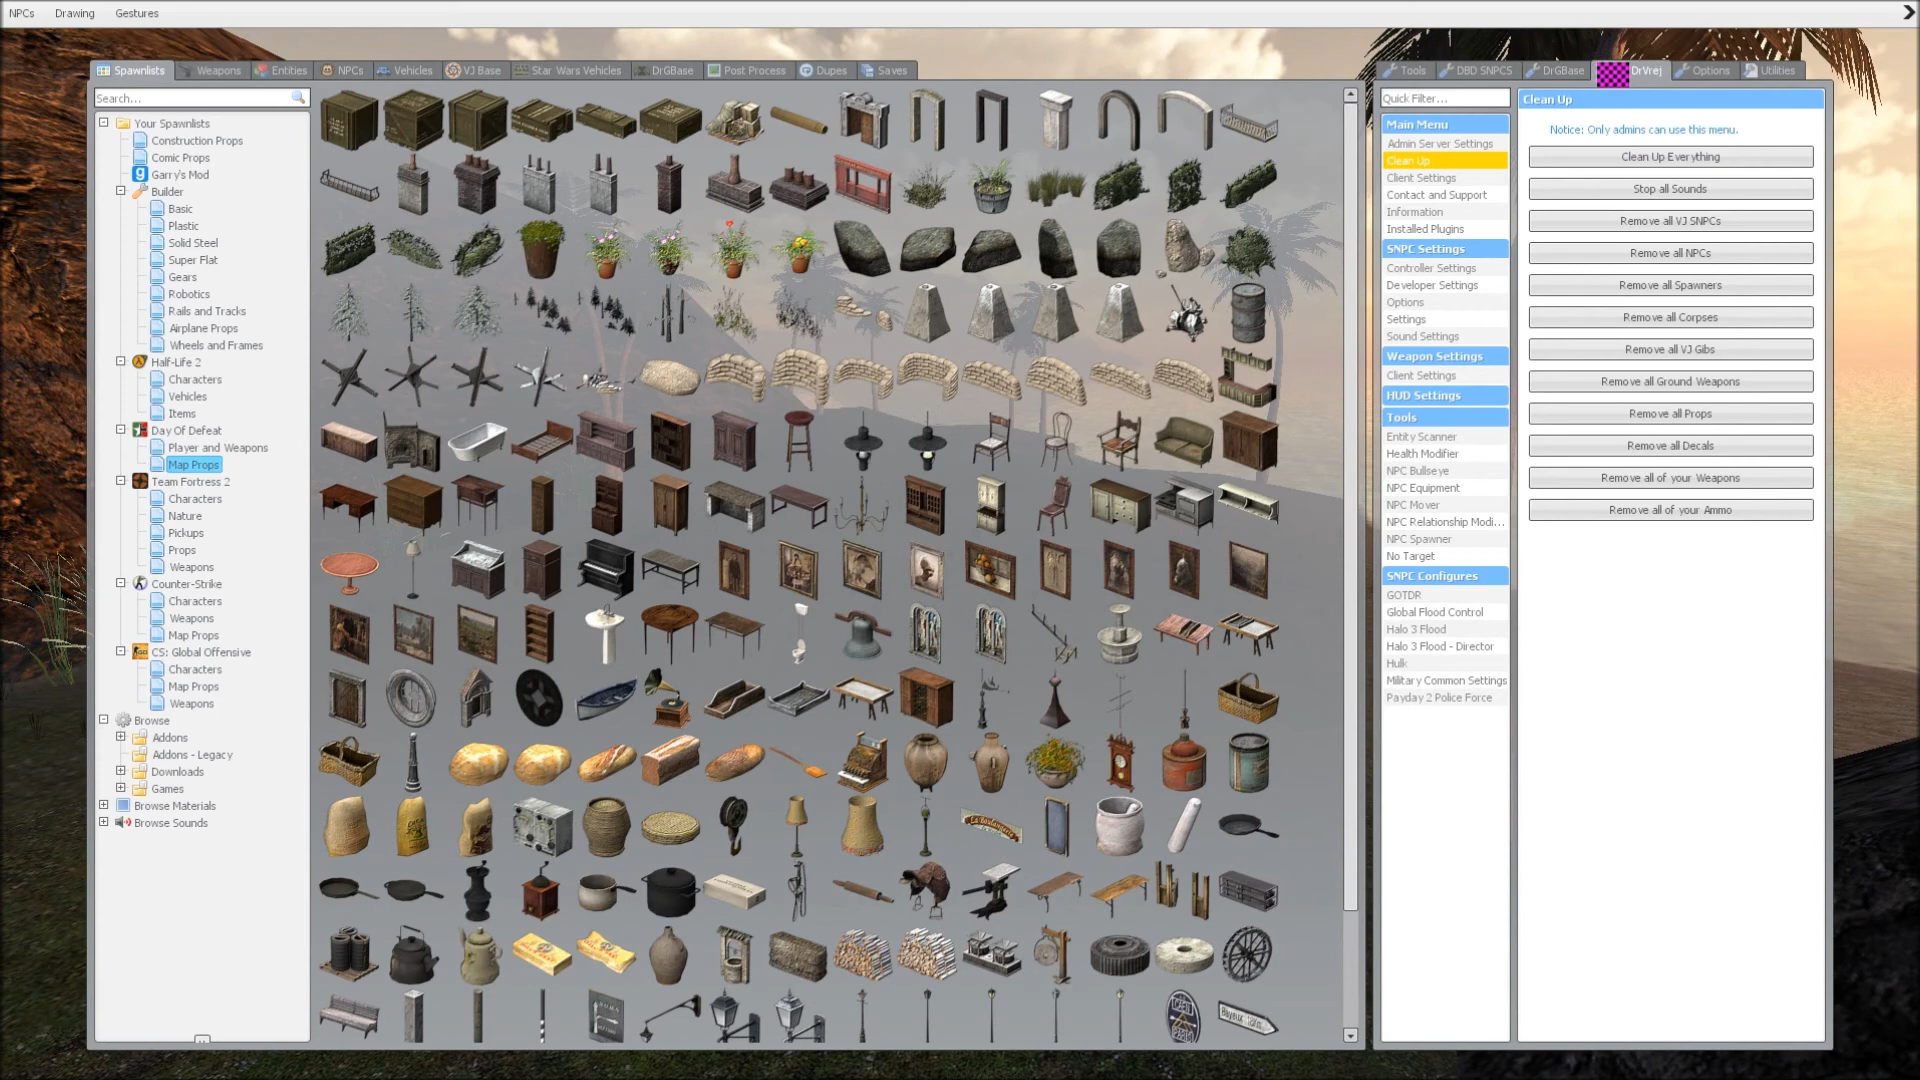 NPCs Drawing Gestures
Spawnlists Weapons Entities NPCs Vehicles VJ Base Star Wars Vehicles DrGBase Post Process Dupes Saves
Search...
Your Spawnlists
Construction Props
Comic Props
Garry's Mod
Builder
Basic
Plastic
Solid Steel
Super Flat
Gears
Robotics
Rails and Tracks
Airplane Props
Wheels and Frames
Half-Life 2
Characters
Vehicles
Items
Day Of Defeat
Player and Weapons
Map Props
Team Fortress 2
Characters
Nature
Pickups
Props
Weapons
Counter-Strike
Characters
Weapons
Map Props
CS: Global Offensive
Characters
Map Props
Weapons
Browse
Addons
Addons - Legacy
Downloads
Games
Browse Materials
Browse Sounds
La Boulangerie
Bayeux 12km
Tools DBD SNPCS DrGBase DrVrej Options Utilities
Quick Filter...
Main Menu
Admin Server Settings
Clean Up
Client Settings
Contact and Support
Information
Installed Plugins
SNPC Settings
Controller Settings
Developer Settings
Options
Settings
Sound Settings
Weapon Settings
Client Settings
HUD Settings
Tools
Entity Scanner
Health Modifier
NPC Bullseye
NPC Equipment
NPC Mover
NPC Relationship Modi...
NPC Spawner
No Target
SNPC Configures
GOTDR
Global Flood Control
Halo 3 Flood
Halo 3 Flood - Director
Hulk
Military Common Settings
Payday 2 Police Force
Clean Up
Notice: Only admins can use this menu.
Clean Up Everything
Stop all Sounds
Remove all VJ SNPCs
Remove all NPCs
Remove all Spawners
Remove all Corpses
Remove all VJ Gibs
Remove all Ground Weapons
Remove all Props
Remove all Decals
Remove all of your Weapons
Remove all of your Ammo